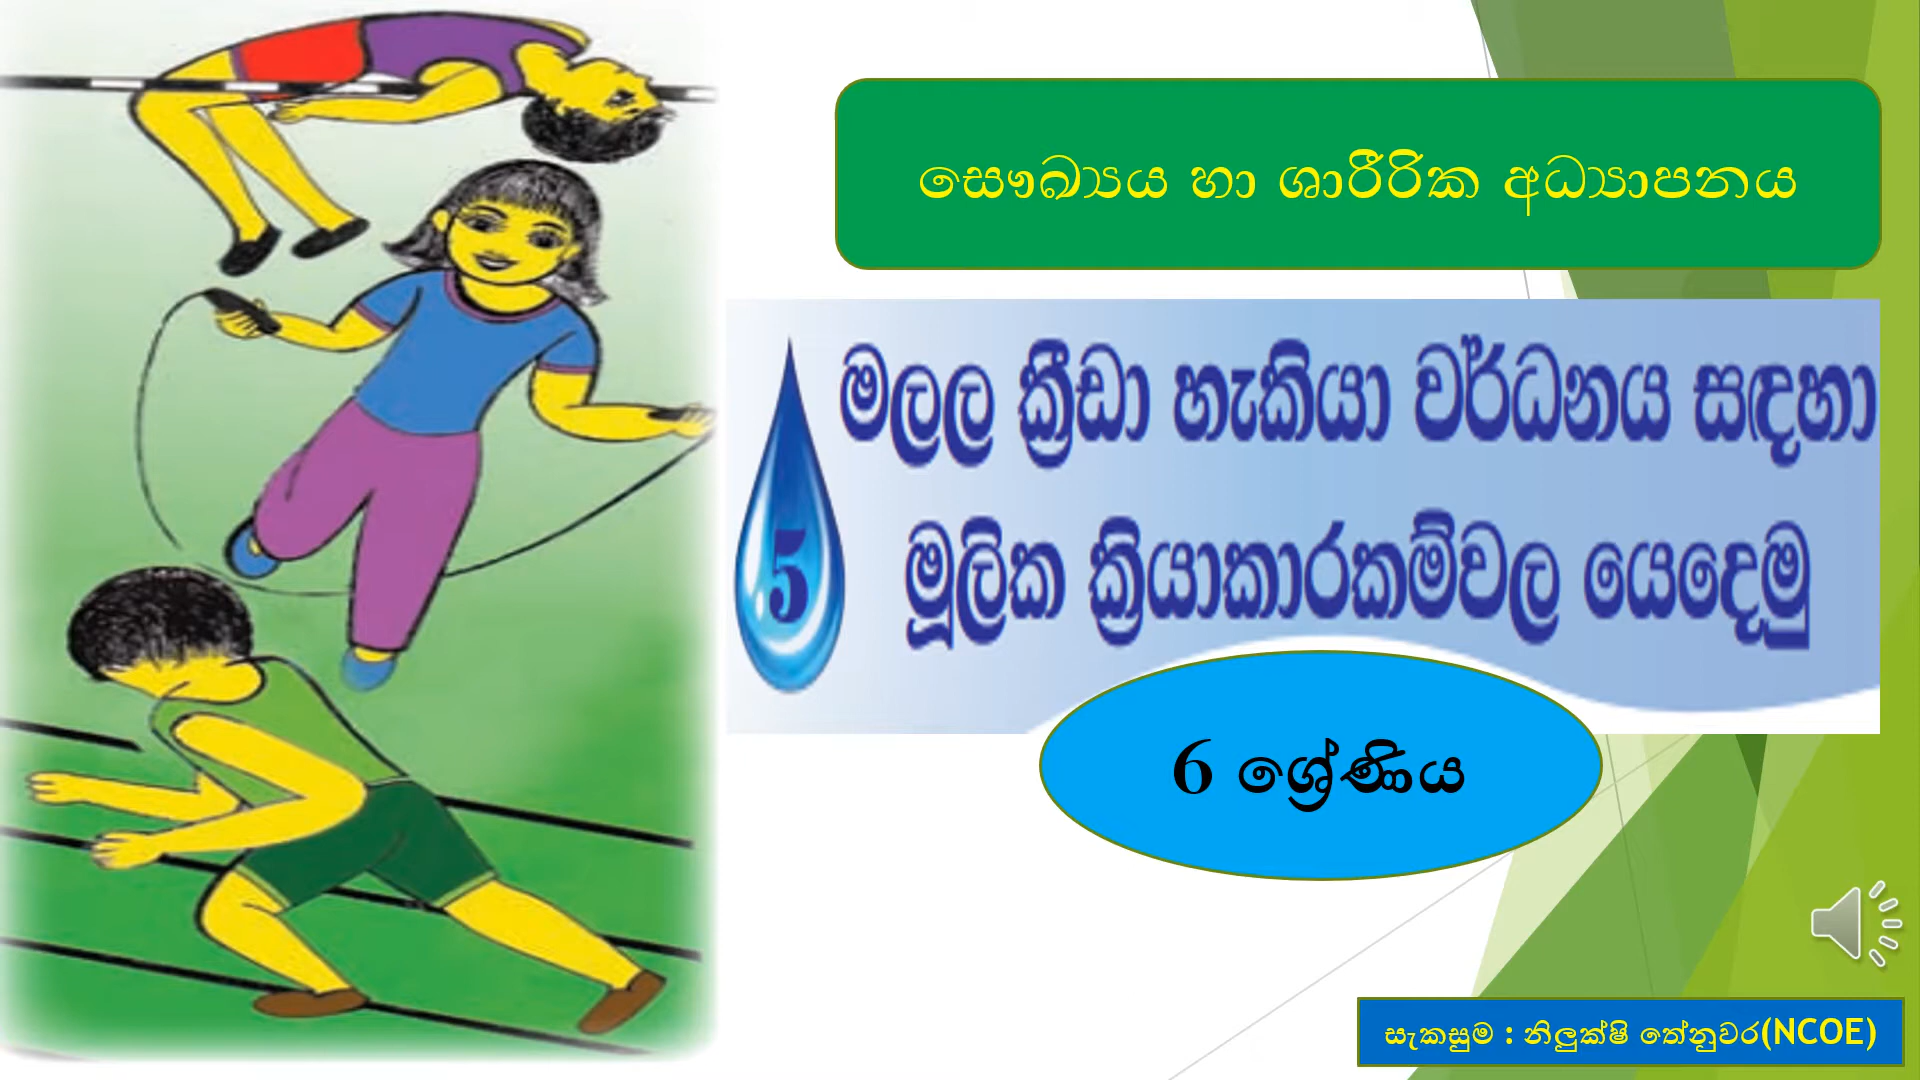 සෞඛ්‍යය හා ශාරීරික අධ්‍යාපනය
5
මලල ක්‍රීඩා හැකියා වර්ධනය සඳහා
මූලික ක්‍රියාකාරකම්වල යෙදෙමු
6 ශ්‍රේණිය
සැකසුම : නිලුක්ෂි තේනුවර(NCOE)